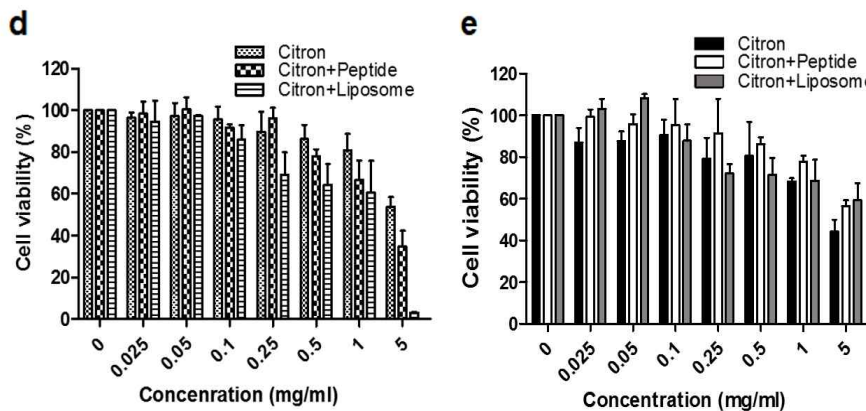 d
Citron
Citron+Peptide
Citron+Liposome
120
100
80
60
40
20
0
Cell viability (%)
0
0.025
0.05
0.1
0.25
0.5
1
5
Concenration (mg/ml)
e
Citron
Citron+Peptide
Citron+Liposome
120
100
80
60
40
20
0
Cell viability (%)
0
0.025
0.05
0.1
0.25
0.5
1
5
Concentration (mg/ml)